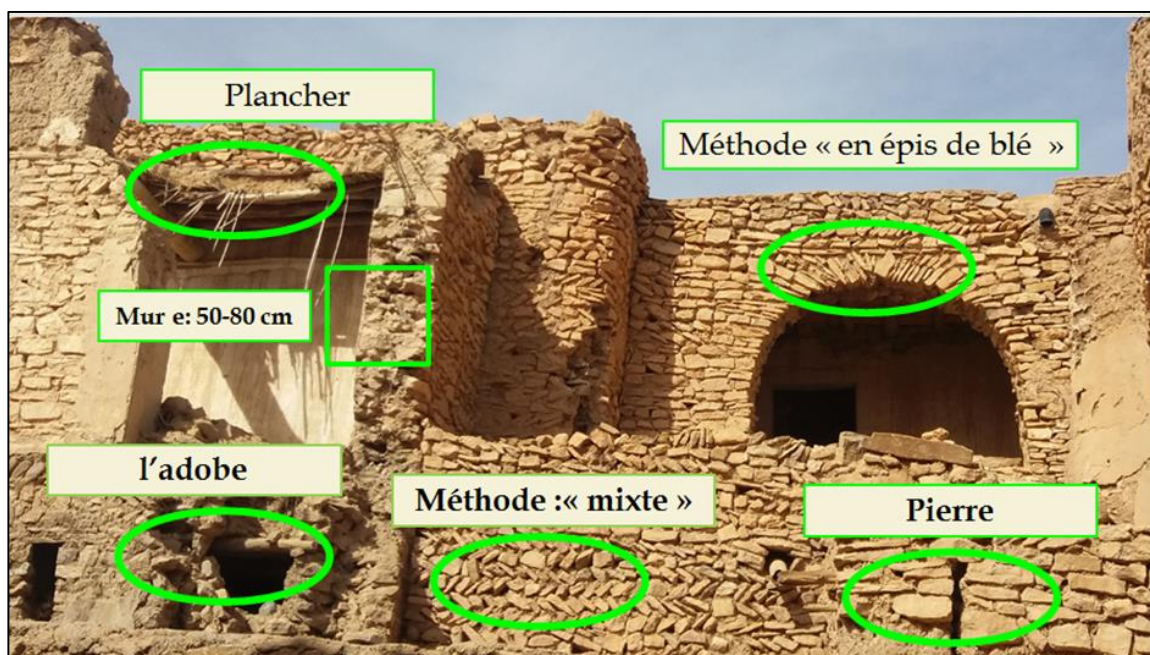 Plancher
Méthode « en épis de blé »
Mur e: 50-80 cm
l’adobe
Méthode :« mixte »
Pierre